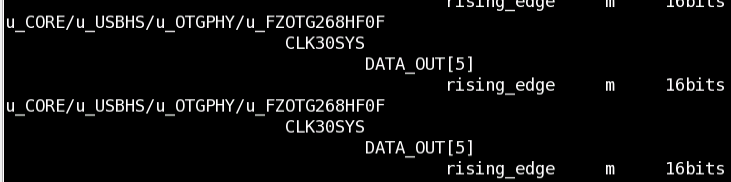 rising_edge m 16bits
u_CORE/u_USBHS/u_OTGPHY/u_FZOTG268HF0F
CLK30SYS
DATA_OUT[5]
rising_edge m 16bits
u_CORE/u_USBHS/u_OTGPHY/u_FZOTG268HF0F
CLK30SYS
DATA_OUT[5]
rising_edge m 16bits